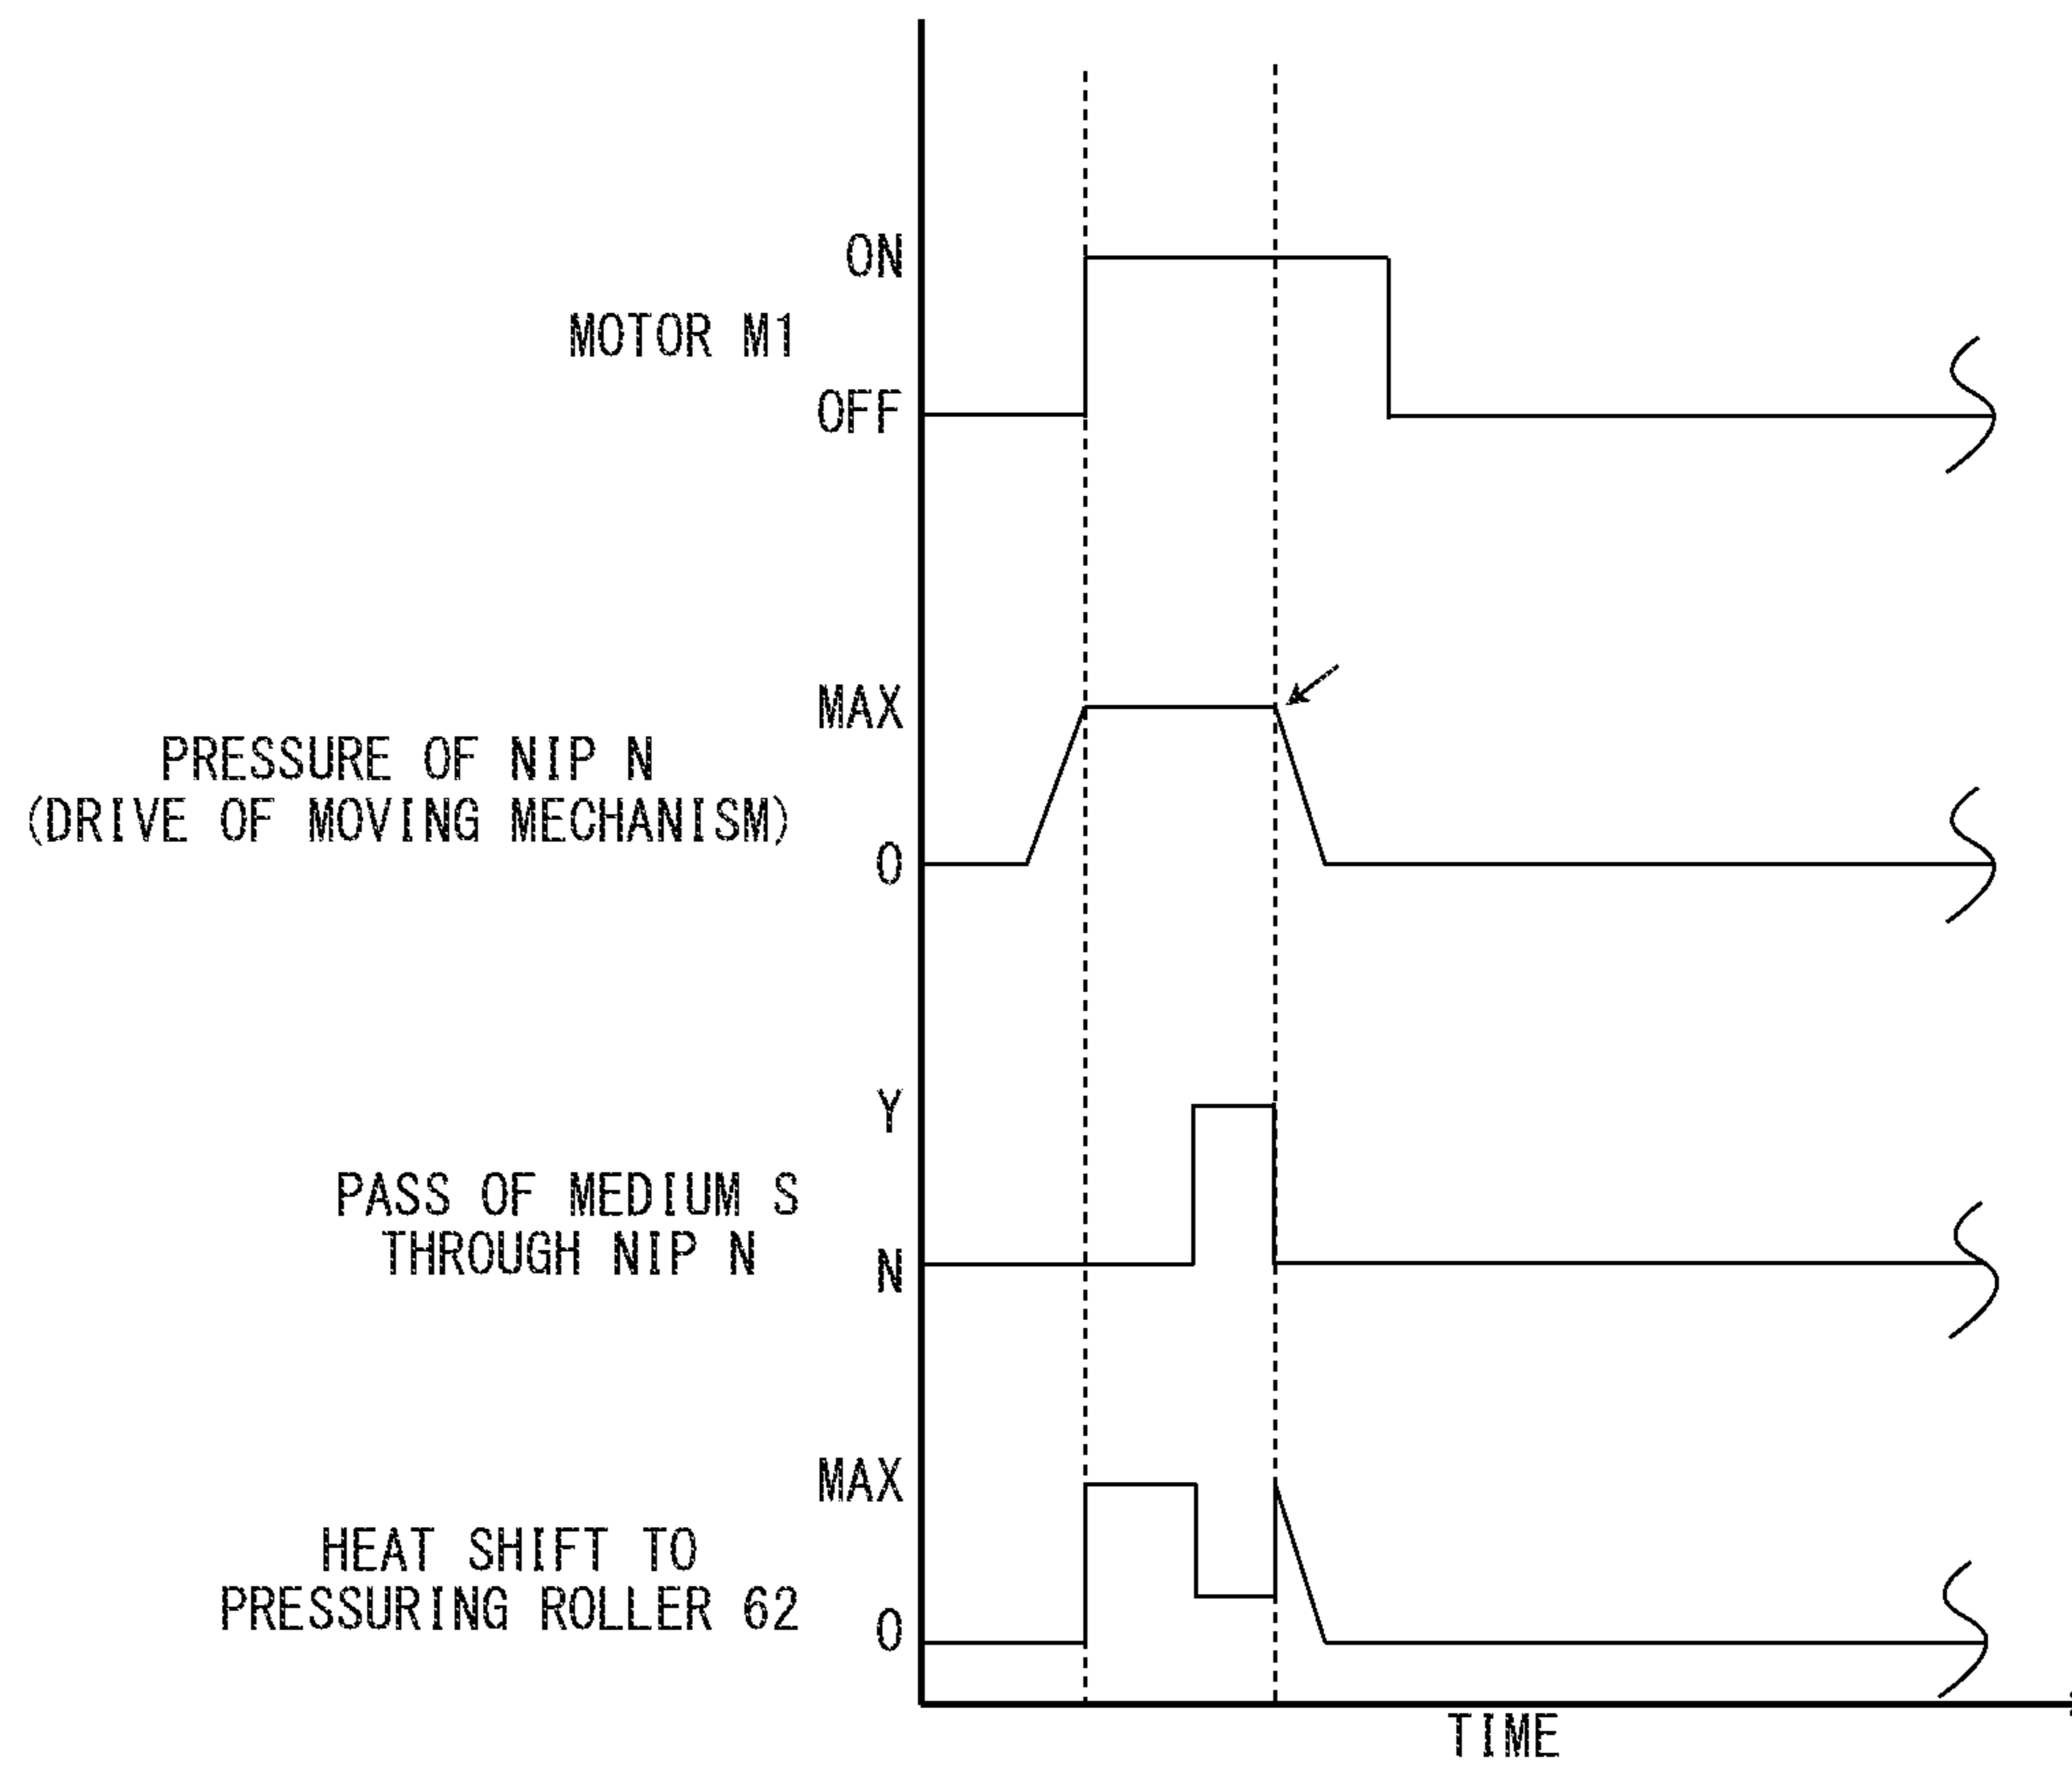 ON
MOTOR M1
OFF
MAX
PRESSURE OF NIP N
(DRIVE OF MOVING MECHANISM)
0
Y
PASS OF MEDIUM S
THROUGH NIP N
N
MAX
HEAT SHIFT TO
PRESSURING ROLLER 62
0
TIME